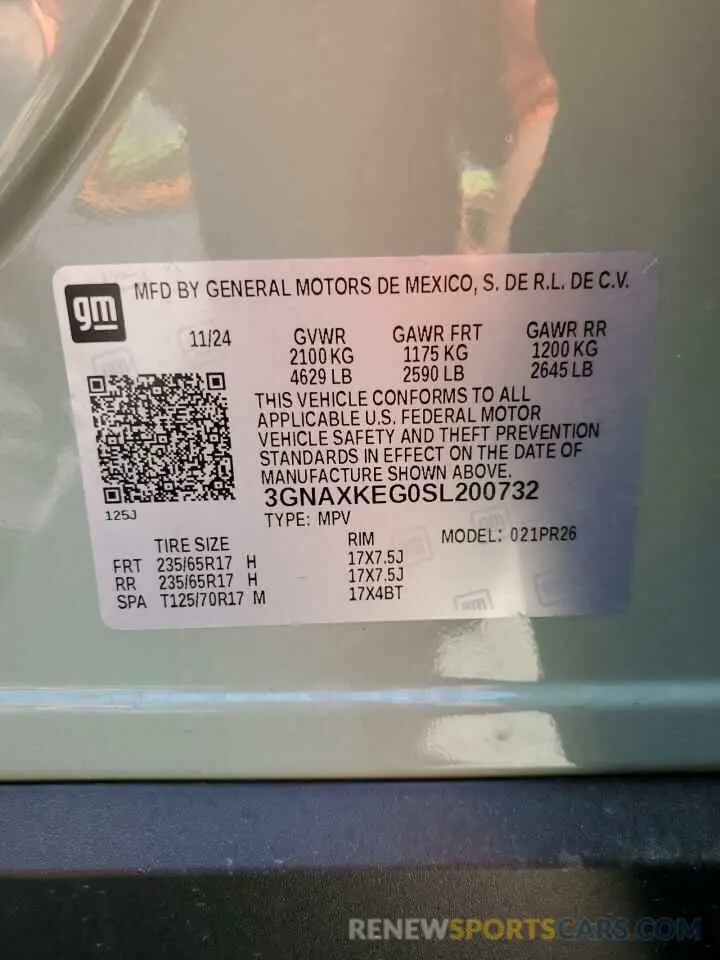 gm
MFD BY GENERAL MOTORS DE MEXICO, S. DE R.L. DE C.V.
11/24 GVWR GAWR FRT GAWR RR
2100 KG 1175 KG 1200 KG
4629 LB 2590 LB 2645 LB
THIS VEHICLE CONFORMS TO ALL
APPLICABLE U.S. FEDERAL MOTOR
VEHICLE SAFETY AND THEFT PREVENTION
STANDARDS IN EFFECT ON THE DATE OF
MANUFACTURE SHOWN ABOVE.
3GNAXKEG0SL200732
125J
TYPE: MPV MODEL: 021PR26
TIRE SIZE RIM
FRT 235/65R17 H 17X7.5J
RR 235/65R17 H 17X7.5J
SPA T125/70R17 M 17X4BT
gm
RENEWSPORTSCARS.COM